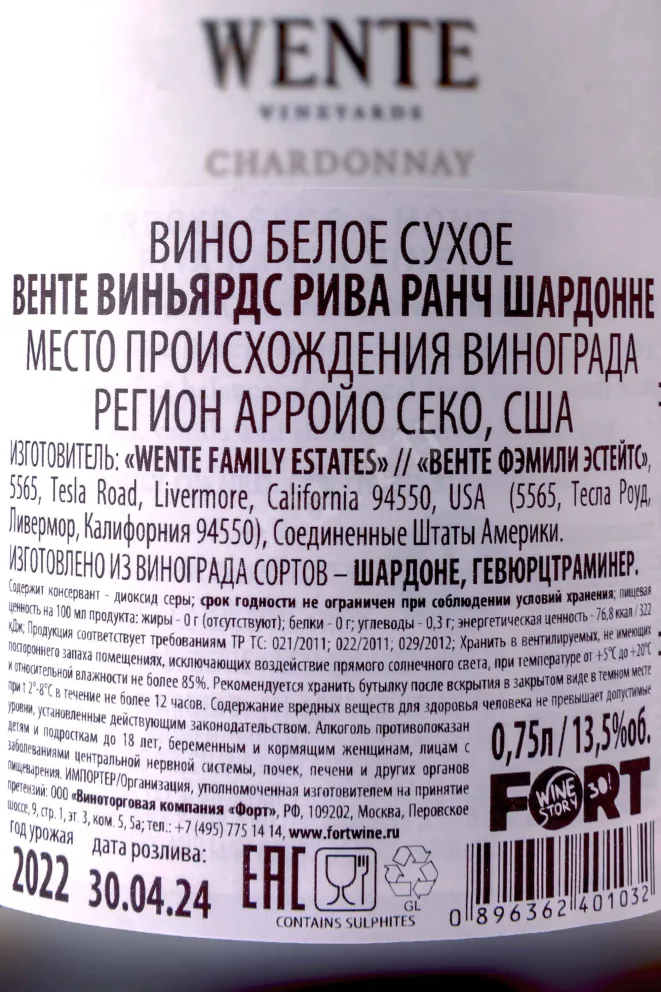 WENTE
VINEYARDS
CHARDONNAY
ВИНО БЕЛОЕ СУХОЕ
ВЕНТЕ ВИНЬЯРДС РИВА РАНЧ ШАРДОННЕ
МЕСТО ПРОИСХОЖДЕНИЯ ВИНОГРАДА
РЕГИОН АРРОЙО СЕКО, США
ИЗГОТОВИТЕЛЬ: «WENTE FAMILY ESTATES» // «ВЕНТЕ ФЭМИЛИ ЭСТЕЙТС»,
5565, Tesla Road, Livermore, California 94550, USA (5565, Тесла Роуд,
Ливермор, Калифорния 94550), Соединенные Штаты Америки.
ИЗГОТОВЛЕНО ИЗ ВИНОГРАДА СОРТОВ – ШАРДОНЕ, ГЕВЮРЦТРАМИНЕР.
Содержит консервант - диоксид серы; срок годности не ограничен при соблюдении условий хранения; пищевая
ценность на 100 мл продукта: жиры - 0 г (отсутствуют); белки - 0 г; углеводы - 0,3 г; энергетическая ценность - 76,8 ккал / 322
кДж; Продукция соответствует требованиям ТР ТС: 021/2011; 022/2011; 029/2012; Хранить в вентилируемых, не имеющих
постороннего запаха помещениях, исключающих воздействие прямого солнечного света, при температуре от +5°С до +20°С
и относительной влажности не более 85%. Рекомендуется хранить бутылку после вскрытия в закрытом виде в темном месте
при t 2°-8°С в течение не более 12 часов. Содержание вредных веществ для здоровья человека не превышает допустимые
уровни, установленные действующим законодательством. Алкоголь противопоказан
детям и подросткам до 18 лет, беременным и кормящим женщинам, лицам с
заболеваниями центральной нервной системы, почек, печени и других органов
пищеварения. ИМПОРТЕР/Организация, уполномоченная изготовителем на принятие
претензий: ООО «Виноторговая компания «Форт», РФ, 109202, Москва, Перовское
шоссе, 9, стр. 1, эт. 3, ком. 5, 5а; тел.: +7 (495) 775 14 14, www.fortwine.ru
0,75л / 13,5%об.
FORT
WINE
STORY
30!
год урожая
2022
дата розлива:
30.04.24
EAC
GL
CONTAINS SULPHITES
0 896362 401032